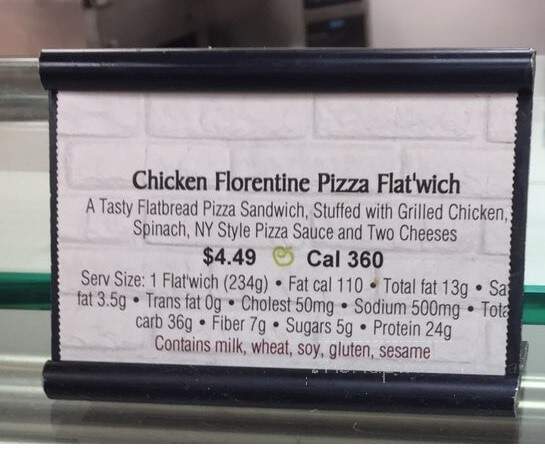 Chicken Florentine Pizza Flat'wich
A Tasty Flatbread Pizza Sandwich, Stuffed with Grilled Chicken,
Spinach, NY Style Pizza Sauce and Two Cheeses
$4.49 Cal 360
Serv Size: 1 Flat'wich (234g) • Fat cal 110 • Total fat 13g • Sat
fat 3.5g • Trans fat 0g • Cholest 50mg • Sodium 500mg • Total
carb 36g • Fiber 7g • Sugars 5g • Protein 24g
Contains milk, wheat, soy, gluten, sesame